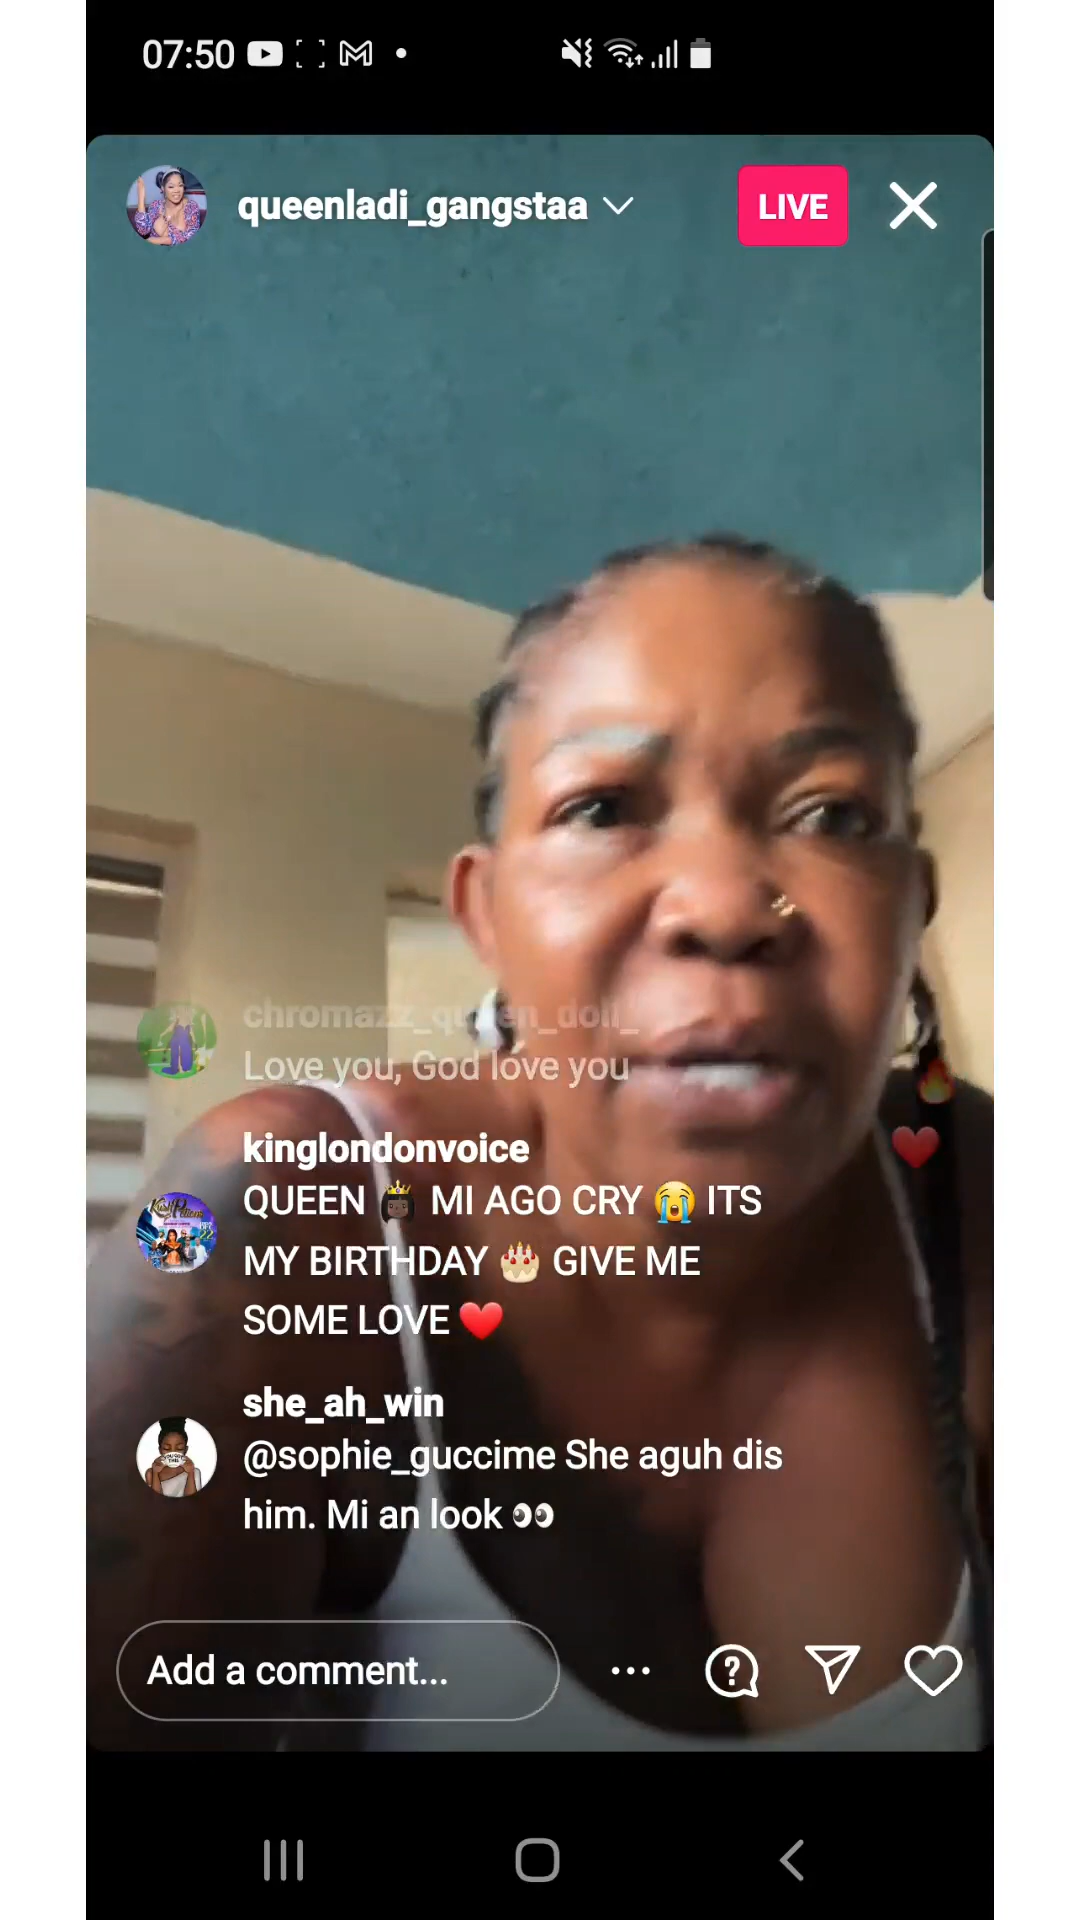 07:50
queenladi_gangstaa
LIVE
chromazz_queen_doll_
Love you, God love you
kinglondonvoice
QUEEN 👸🏿 MI AGO CRY 😭 ITS
MY BIRTHDAY 🎂 GIVE ME
SOME LOVE ❤️
she_ah_win
@sophie_guccime She aguh dis
him. Mi an look 👀
Add a comment...